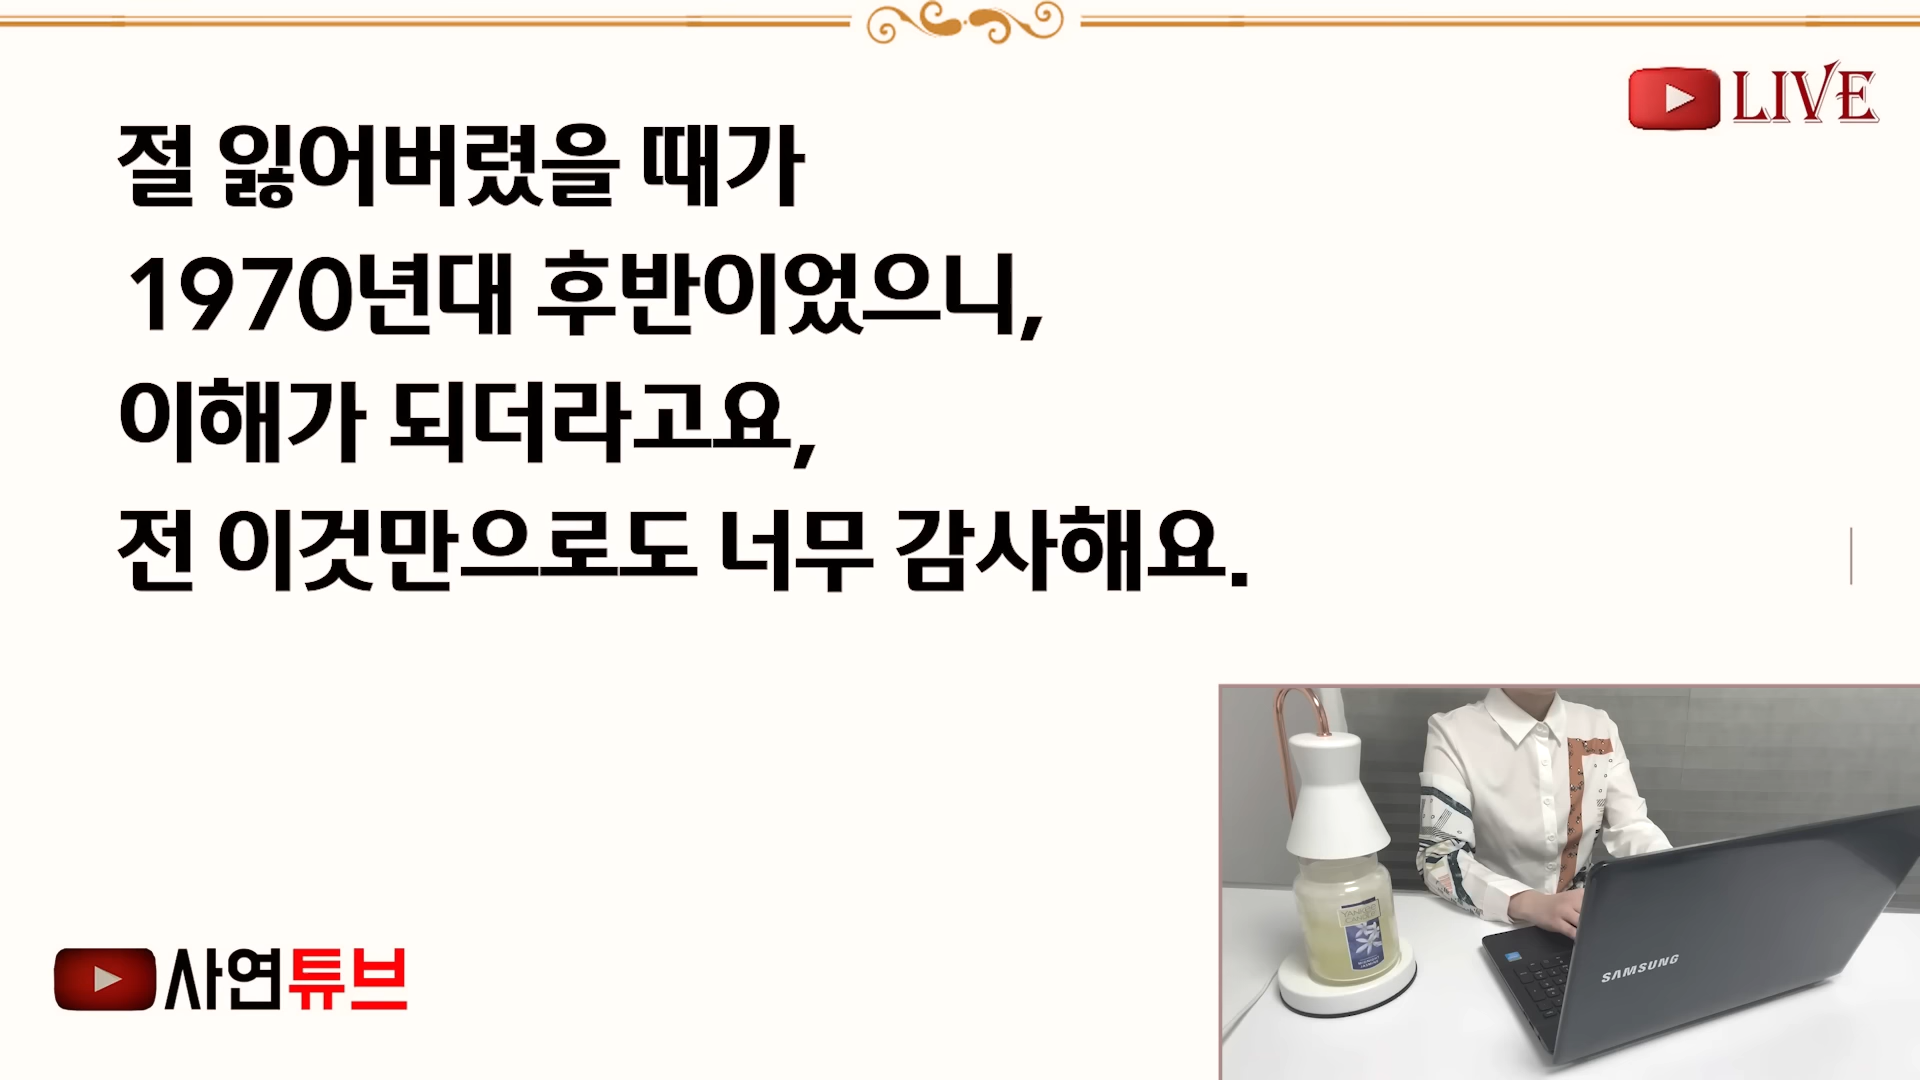 LIVE
절 잃어버렸을 때가
1970년대 후반이었으니,
이해가 되더라고요,
전 이것만으로도 너무 감사해요.
사연튜브
YANKEE CANDLE
SAMSUNG